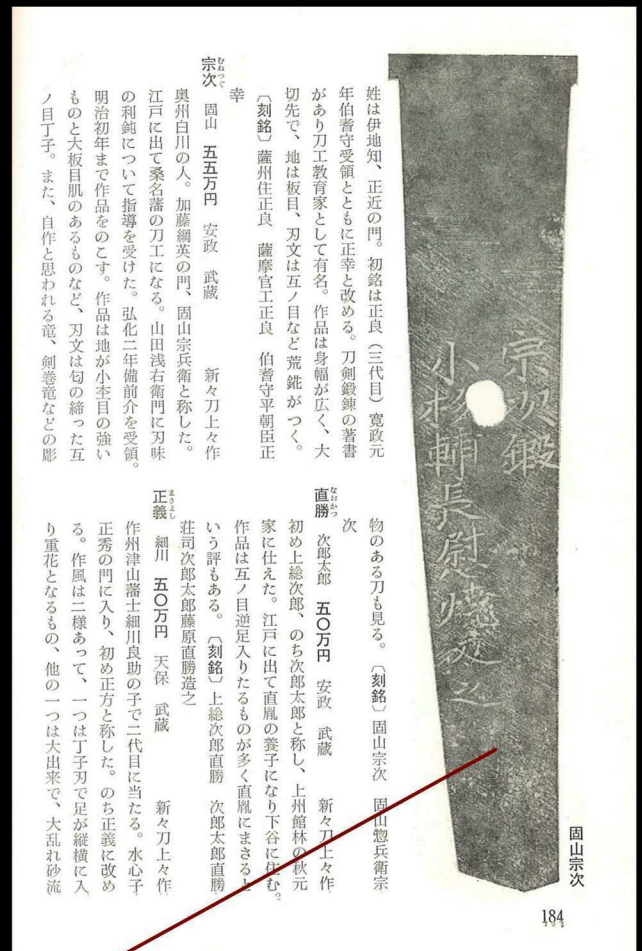 固山宗次
宗次鍛
小杉輔長
姓は伊地知、正近の門。初銘は正良（三代目）寛政元
年伯耆守受領とともに正幸と改める。刀剣鍛錬の著書
があり刀工教育家として有名。作品は身幅が広く、大
切先で、地は板目、刃文は互ノ目など荒錵がつく。
〔刻銘〕薩州住正良　薩摩官工正良　伯耆守平朝臣正
幸
宗次　固山　五五万円　安政　武蔵　新々刀上々作
むねつぐ
奥州白川の人。加藤綱英の門、固山宗兵衛と称した。
江戸に出て桑名藩の刀工になる。山田浅右衛門に刃味
の利鈍について指導を受けた。弘化二年備前介を受領。
明治初年まで作品をのこす。作品は地が小杢目の強い
ものと大板目肌のあるものなど、刃文は匂の締った互
ノ目丁子。また、自作と思われる竜、剣巻竜などの彫
物のある刀も見る。〔刻銘〕固山宗次　固山惣兵衛宗
次
直勝　次郎太郎　五〇万円　安政　武蔵　新々刀上々作
なおかつ
初め上総次郎、のち次郎太郎と称し、上州館林の秋元
家に仕えた。江戸に出て直胤の養子になり下谷に住む。
作品は互ノ目逆足入りたるものが多く直胤にまさると
いう評もある。〔刻銘〕上総次郎直勝　次郎太郎直勝
荘司次郎太郎藤原直勝造之
正義　細川　五〇万円　天保　武蔵　新々刀上々作
まさよし
作州津山藩士細川良助の子で二代目に当たる。水心子
正秀の門に入り、初め正方と称した。のち正義に改め
る。作風は二様あって、一つは丁子刃で足が縦横に入
り重花となるもの、他の一つは大出来で、大乱れ砂流
184